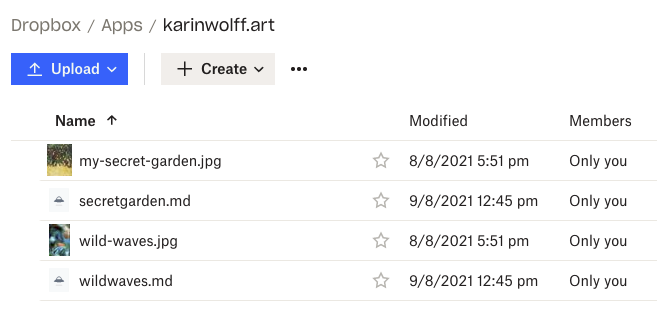 Dropbox / Apps / karinwolff.art
Upload Create
Name Modified Members
my-secret-garden.jpg 8/8/2021 5:51 pm Only you
secretgarden.md 9/8/2021 12:45 pm Only you
wild-waves.jpg 8/8/2021 5:51 pm Only you
wildwaves.md 9/8/2021 12:45 pm Only you